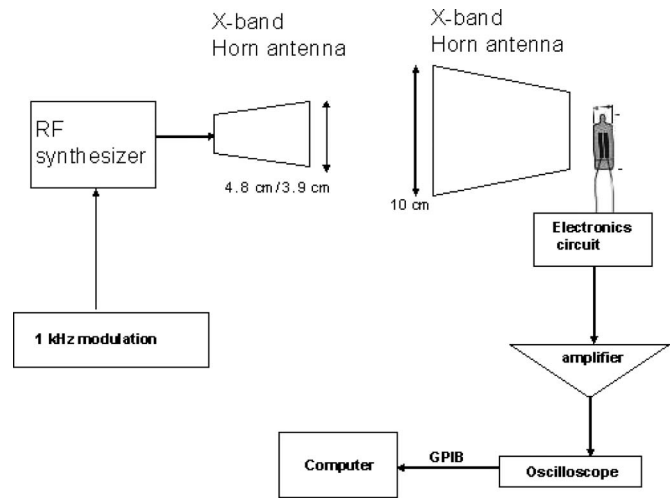 X-band
Horn antenna
X-band
Horn antenna
RF
synthesizer
4.8 cm/3.9 cm
10 cm
Electronics
circuit
1 kHz modulation
amplifier
Computer
GPIB
Oscilloscope